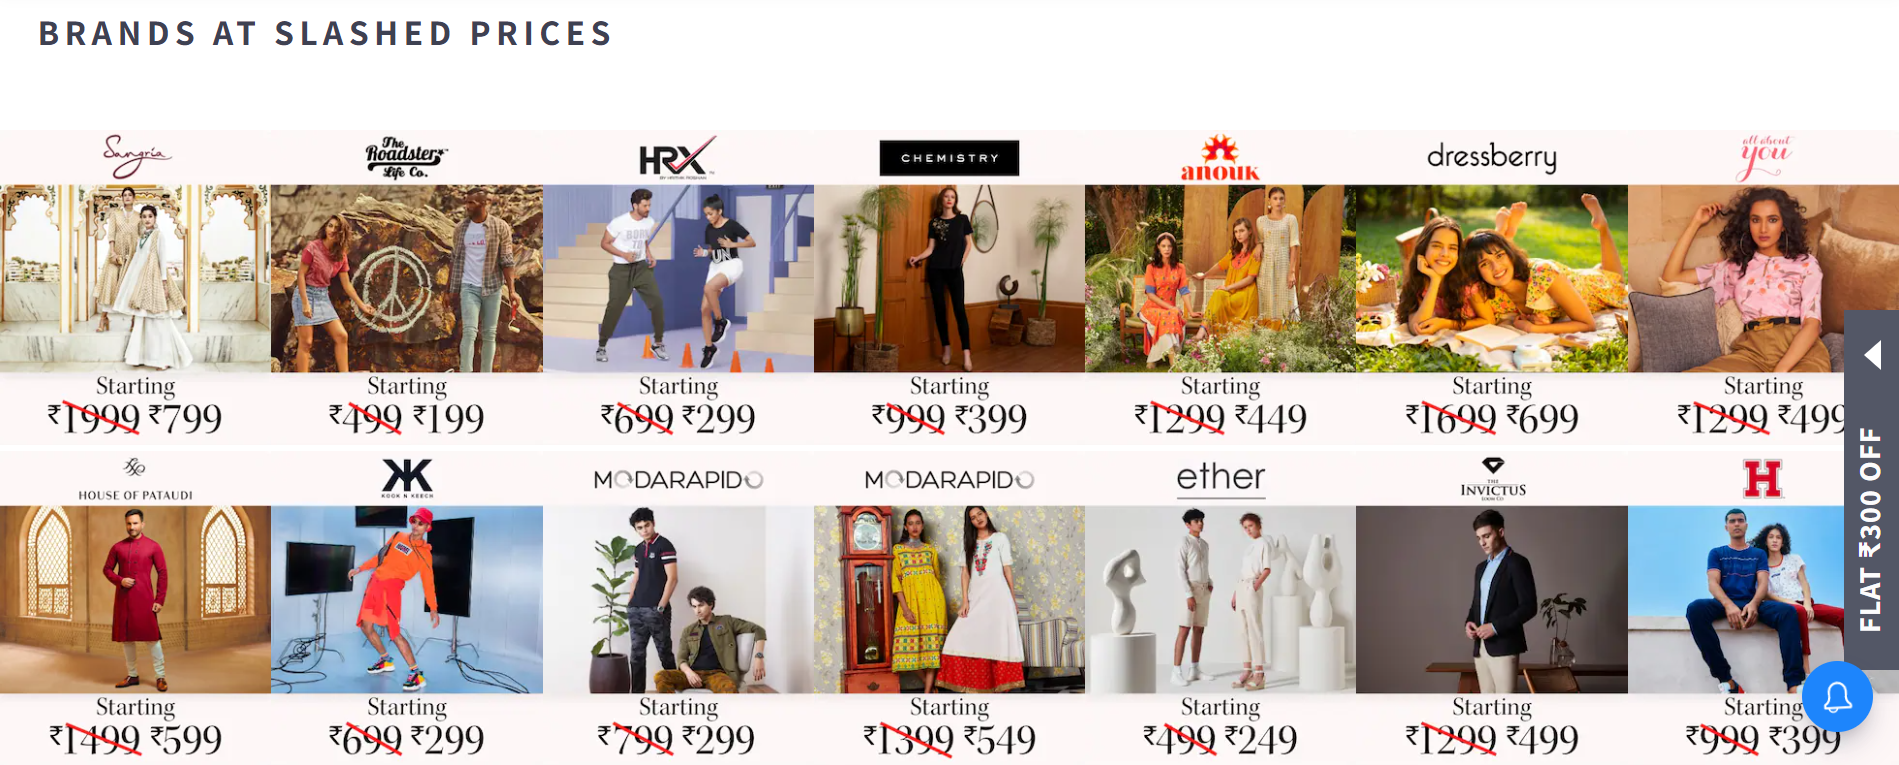 BRANDS AT SLASHED PRICES
Sangria
The Roadster Life Co.
HRX
BY HRITHIK ROSHAN
CHEMISTRY
anouk
dressberry
all about you
Starting
₹1999 ₹799
Starting
₹499 ₹199
Starting
₹699 ₹299
Starting
₹999 ₹399
Starting
₹1299 ₹449
Starting
₹1699 ₹699
Starting
₹1299 ₹499
HOUSE OF PATAUDI
KOOK N KEECH
MODARAPIDO
MODARAPIDO
ether
THE
INVICTUS
H
Starting
₹1499 ₹599
Starting
₹699 ₹299
Starting
₹799 ₹299
Starting
₹1399 ₹549
Starting
₹499 ₹249
Starting
₹1299 ₹499
Starting
₹999 ₹399
FLAT ₹300 OFF